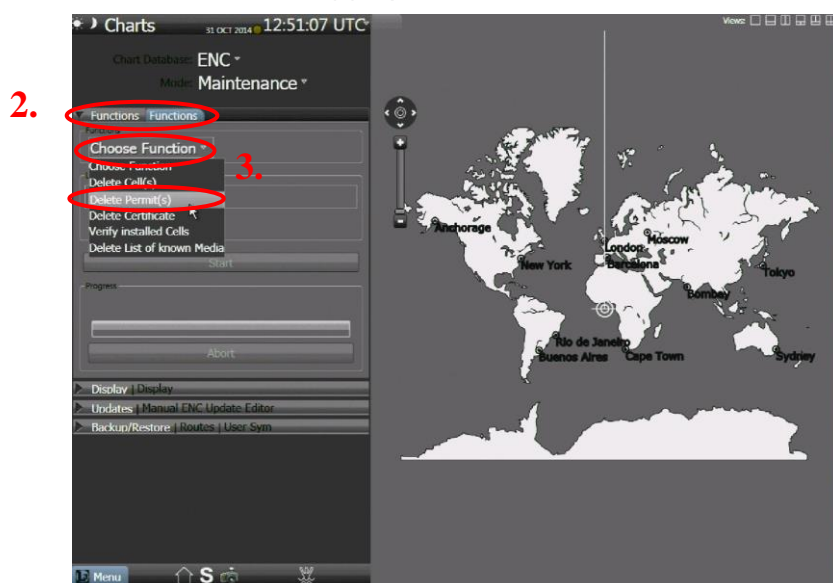 Charts 31 OCT 2014 12:51:07 UTC
Views:
Chart Database: ENC
Mode: Maintenance
2.
Functions Functions
Functions
Choose Function
3.
Choose Function
Delete Cell(s)
Delete Permit(s)
Delete Certificate
Verify installed Cells
Delete List of known Media
Start
Progress
Abort
Display | Display
Updates | Manual ENC Update Editor
Backup/Restore | Routes | User Sym
Menu S
Anchorage
London
Moscow
New York
Barcelona
Tokyo
Bombay
Rio de Janeiro
Buenos Aires
Cape Town
Sydney